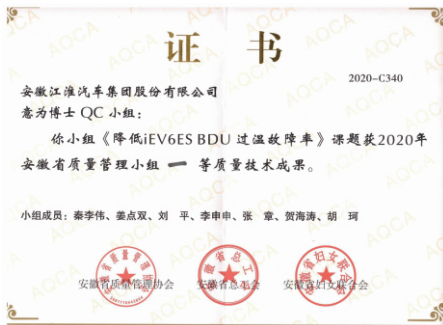 证 书
2020-C340
安徽江淮汽车集团股份有限公司
意为博士 QC 小组：
你小组《降低iEV6ES BDU 过温故障率》课题获2020年
安徽省质量管理小组 一 等质量技术成果。
小组成员：秦李伟、姜点双、刘 平、李申申、张 章、贺海涛、胡 珂
安徽省质量管理协会 安徽省总工会 安徽省妇女联合会